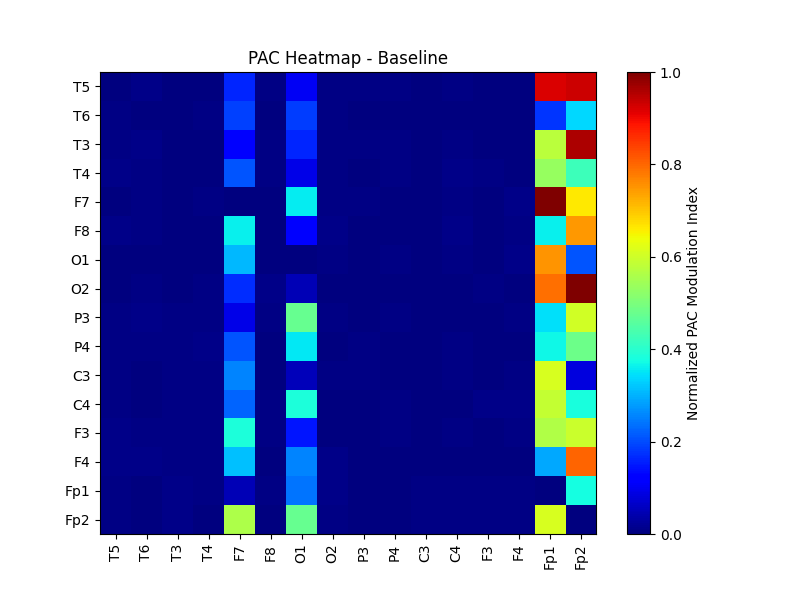 PAC Heatmap - Baseline
T5
T6
T3
T4
F7
F8
O1
O2
P3
P4
C3
C4
F3
F4
Fp1
Fp2
T5
T6
T3
T4
F7
F8
O1
O2
P3
P4
C3
C4
F3
F4
Fp1
Fp2
1.0
0.8
0.6
0.4
0.2
0.0
Normalized PAC Modulation Index